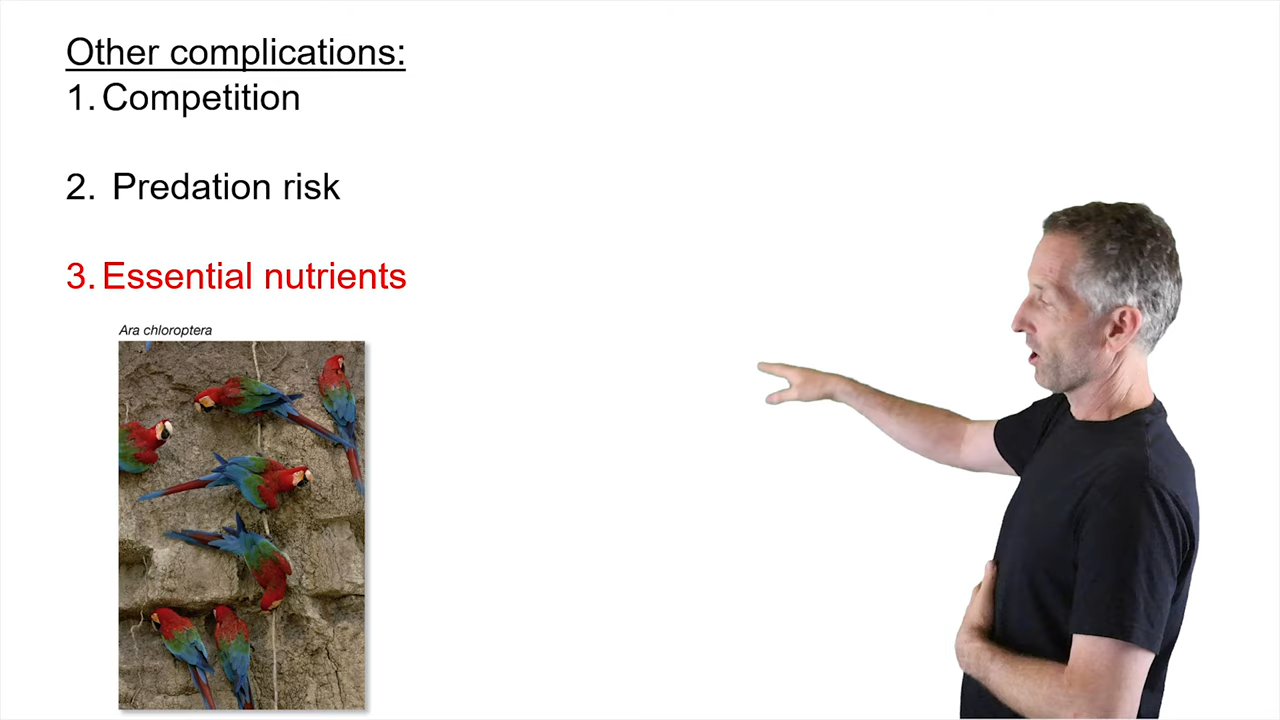 Other complications:
1. Competition
2. Predation risk
3. Essential nutrients
Ara chloroptera